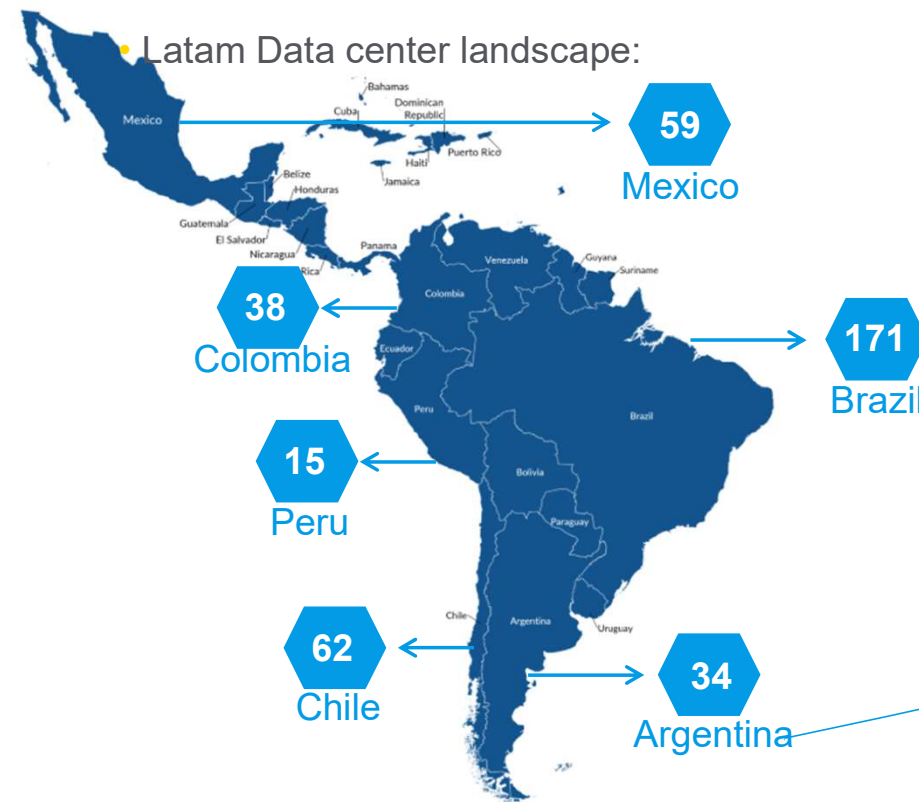 • Latam Data center landscape:
Bahamas
Cuba
Dominican
Republic
Mexico
59
Puerto Rico
Haiti
Jamaica
Mexico
Belize
Honduras
Guatemala
El Salvador
Nicaragua
Rica
Panama
Venezuela
Guyana
Suriname
38
Colombia
Colombia
171
Brazil
Ecuador
Peru
Brazil
15
Peru
Bolivia
Paraguay
Chile
Argentina
Uruguay
62
Chile
34
Argentina